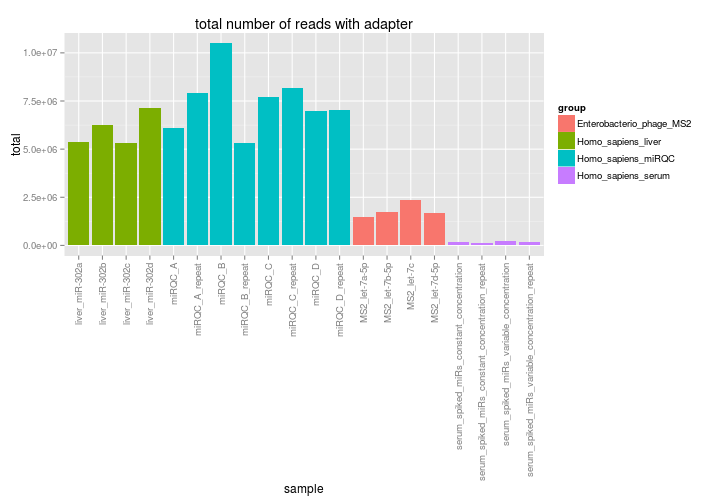 total number of reads with adapter
total
1.0e+07
7.5e+06
5.0e+06
2.5e+06
0.0e+00
liver_miR-302a
liver_miR-302b
liver_miR-302c
liver_miR-302d
miRQC_A
miRQC_A_repeat
miRQC_B
miRQC_B_repeat
miRQC_C
miRQC_C_repeat
miRQC_D
miRQC_D_repeat
MS2_let-7a-5p
MS2_let-7b-5p
MS2_let-7c
MS2_let-7d-5p
serum_spiked_miRs_constant_concentration
serum_spiked_miRs_constant_concentration_repeat
serum_spiked_miRs_variable_concentration
serum_spiked_miRs_variable_concentration_repeat
sample
group
Enterobacterio_phage_MS2
Homo_sapiens_liver
Homo_sapiens_miRQC
Homo_sapiens_serum